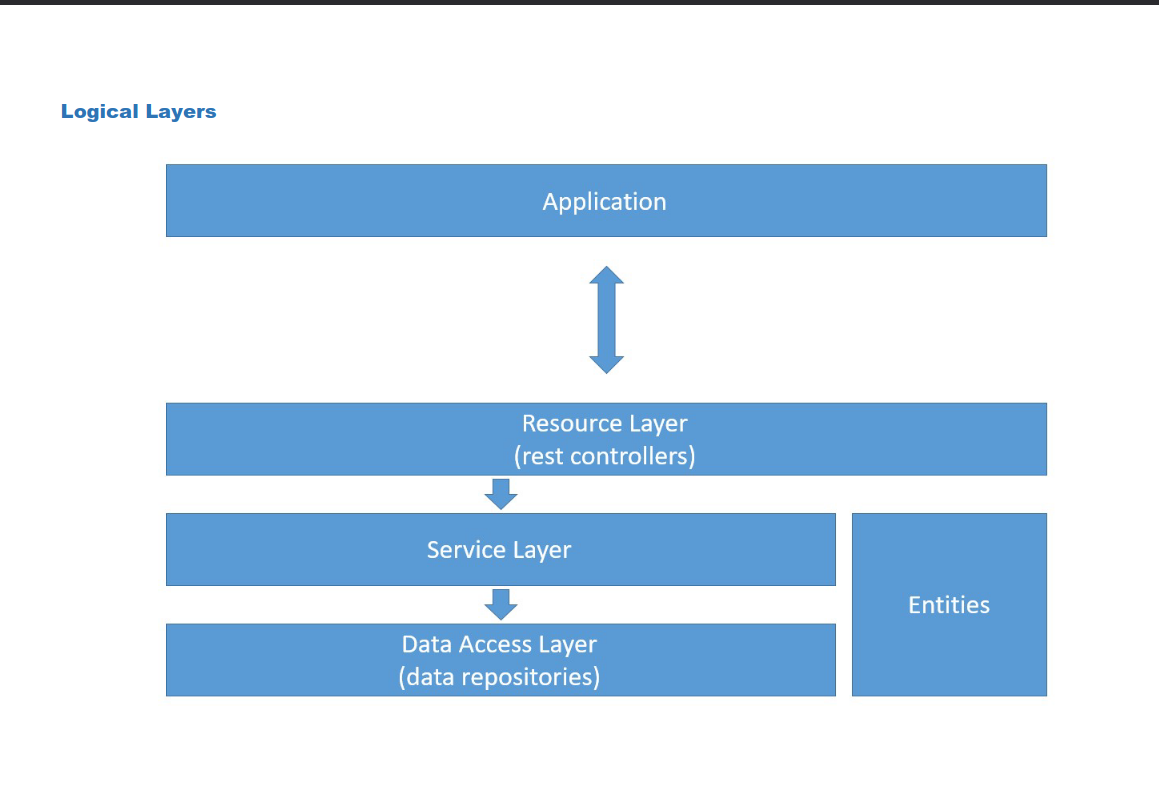 Logical Layers
Application
Resource Layer
(rest controllers)
Service Layer
Entities
Data Access Layer
(data repositories)